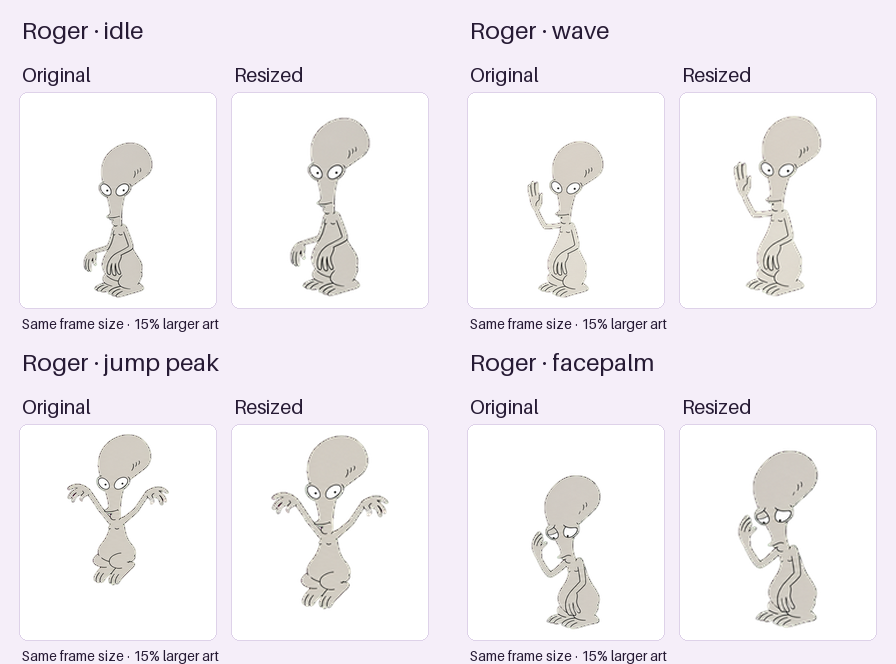 Roger · idle
Original
Resized
Same frame size · 15% larger art
Roger · wave
Original
Resized
Same frame size · 15% larger art
Roger · jump peak
Original
Resized
Same frame size · 15% larger art
Roger · facepalm
Original
Resized
Same frame size · 15% larger art